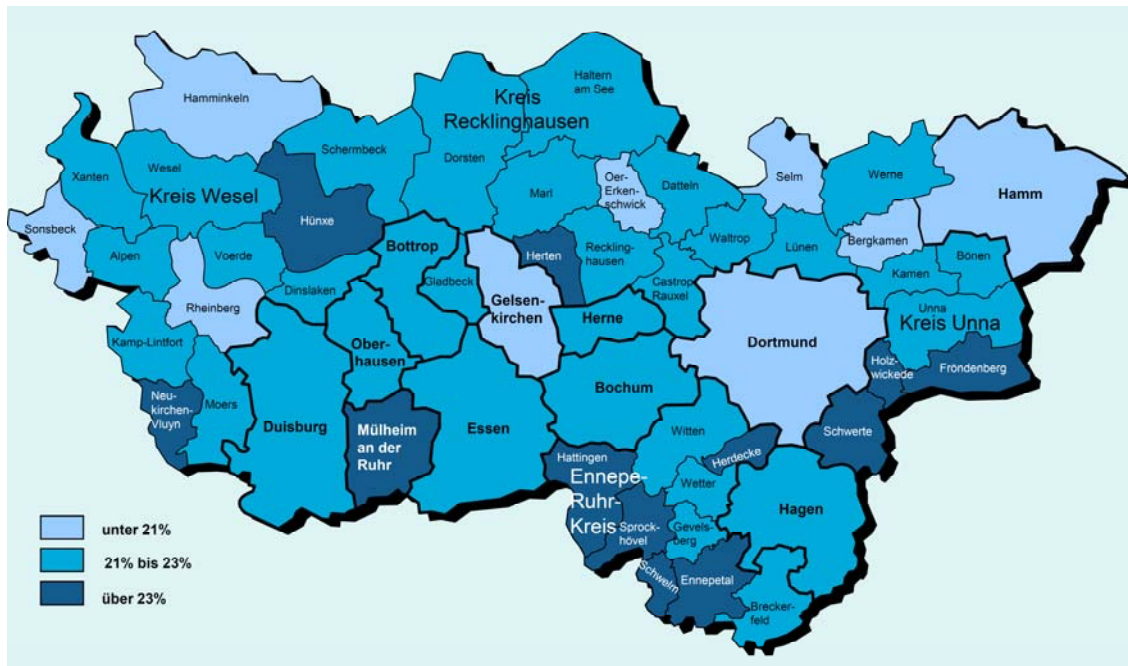 Haltern
am See
Kreis
Recklinghausen
Hamminkeln
Schermbeck
Dorsten
Wesel
Xanten
Kreis Wesel
Marl
Oer-
Erken-
schwick
Datteln
Selm
Werne
Hamm
Sonsbeck
Hünxe
Bottrop
Alpen
Voerde
Herten
Reckling-
hausen
Waltrop
Lünen
Bergkamen
Kamen
Bönen
Dinslaken
Gladbeck
Gelsen-
kirchen
Castrop
Rauxel
Rheinberg
Unna
Kreis Unna
Herne
Kamp-Lintfort
Ober-
hausen
Dortmund
Holz-
wickede
Fröndenberg
Bochum
Neu-
kirchen-
Vluyn
Moers
Duisburg
Mülheim
an der
Ruhr
Essen
Witten
Schwerte
Hattingen
Herdecke
Ennepe-
Ruhr-
Kreis
Wetter
Hagen
Sprock-
hövel
Gevels-
berg
Schwelm
Ennepetal
Brecker-
feld
unter 21%
21% bis 23%
über 23%